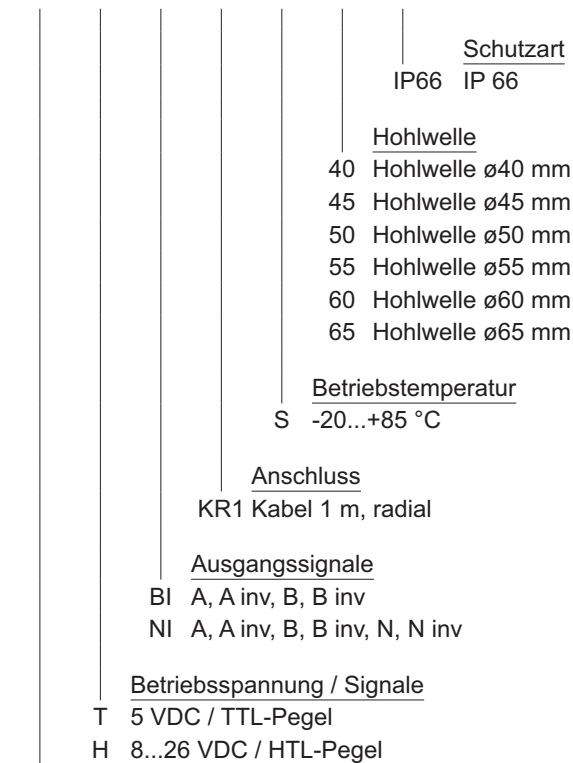 Schutzart
IP66 IP 66
Hohlwelle
40 Hohlwelle ø40 mm
45 Hohlwelle ø45 mm
50 Hohlwelle ø50 mm
55 Hohlwelle ø55 mm
60 Hohlwelle ø60 mm
65 Hohlwelle ø65 mm
Betriebstemperatur
S -20...+85 °C
Anschluss
KR1 Kabel 1 m, radial
Ausgangssignale
BI A, A inv, B, B inv
NI A, A inv, B, B inv, N, N inv
Betriebsspannung / Signale
T 5 VDC / TTL-Pegel
H 8...26 VDC / HTL-Pegel